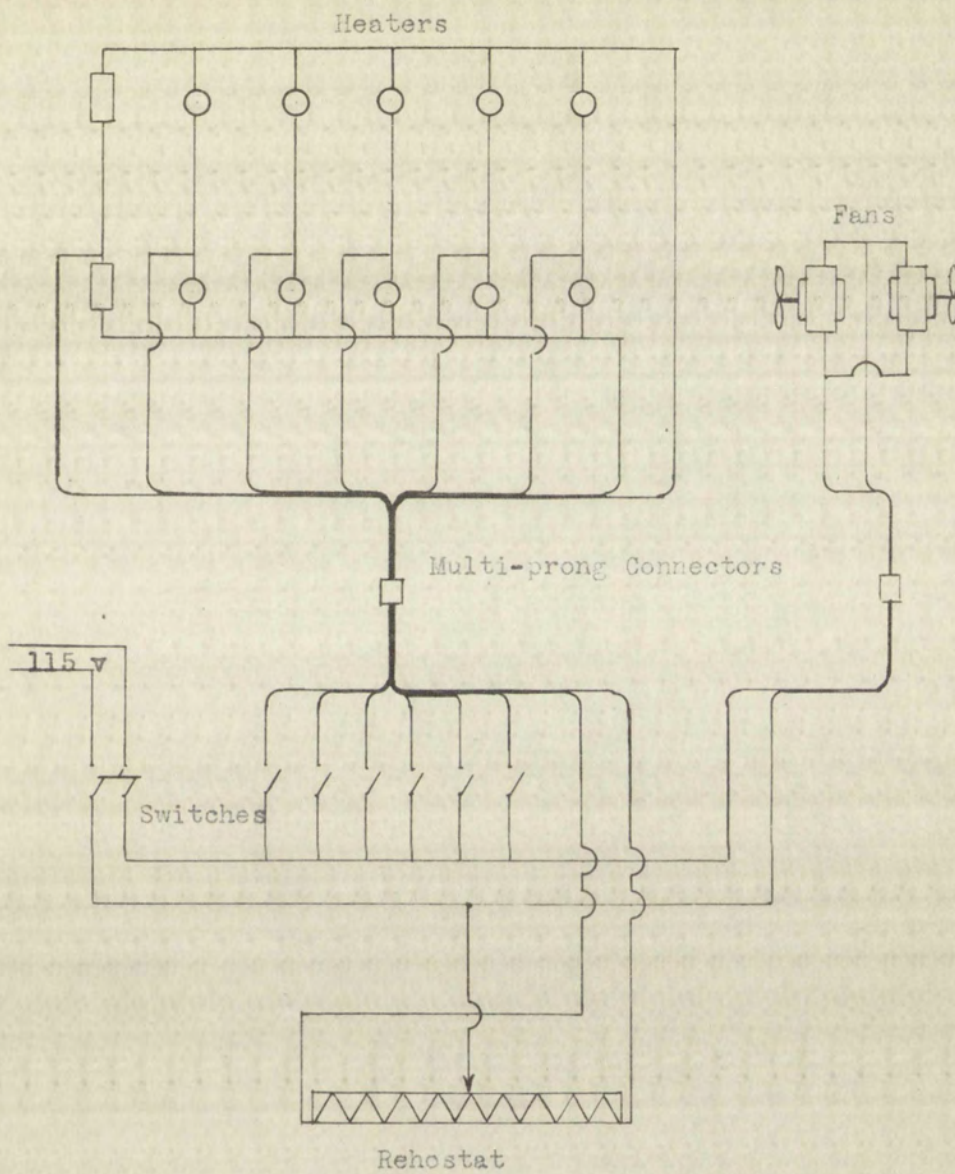 Heaters
Fans
Multi-prong Connectors
115 v
Switches
Rehostat